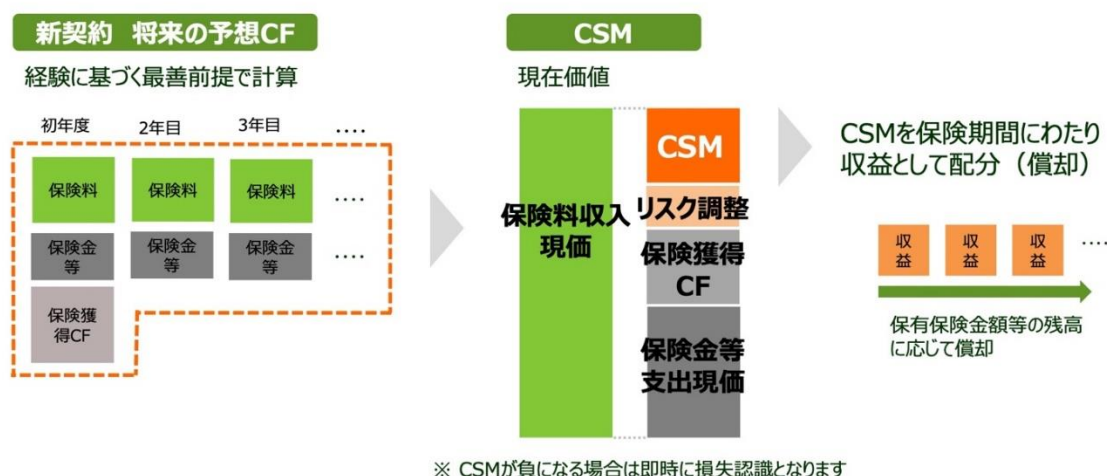 新契約 将来の予想CF
経験に基づく最善前提で計算
初年度
2年目
3年目
‥‥
保険料
保険料
保険料
‥‥
保険金
等
保険金
等
保険金
等
‥‥
保険獲
得CF
CSM
現在価値
保険料収入
現価
CSM
リスク調整
保険獲得
CF
保険金等
支出現価
CSMを保険期間にわたり
収益として配分（償却）
収
益
収
益
収
益
‥‥
保有保険金額等の残高
に応じて償却
※ CSMが負になる場合は即時に損失認識となります